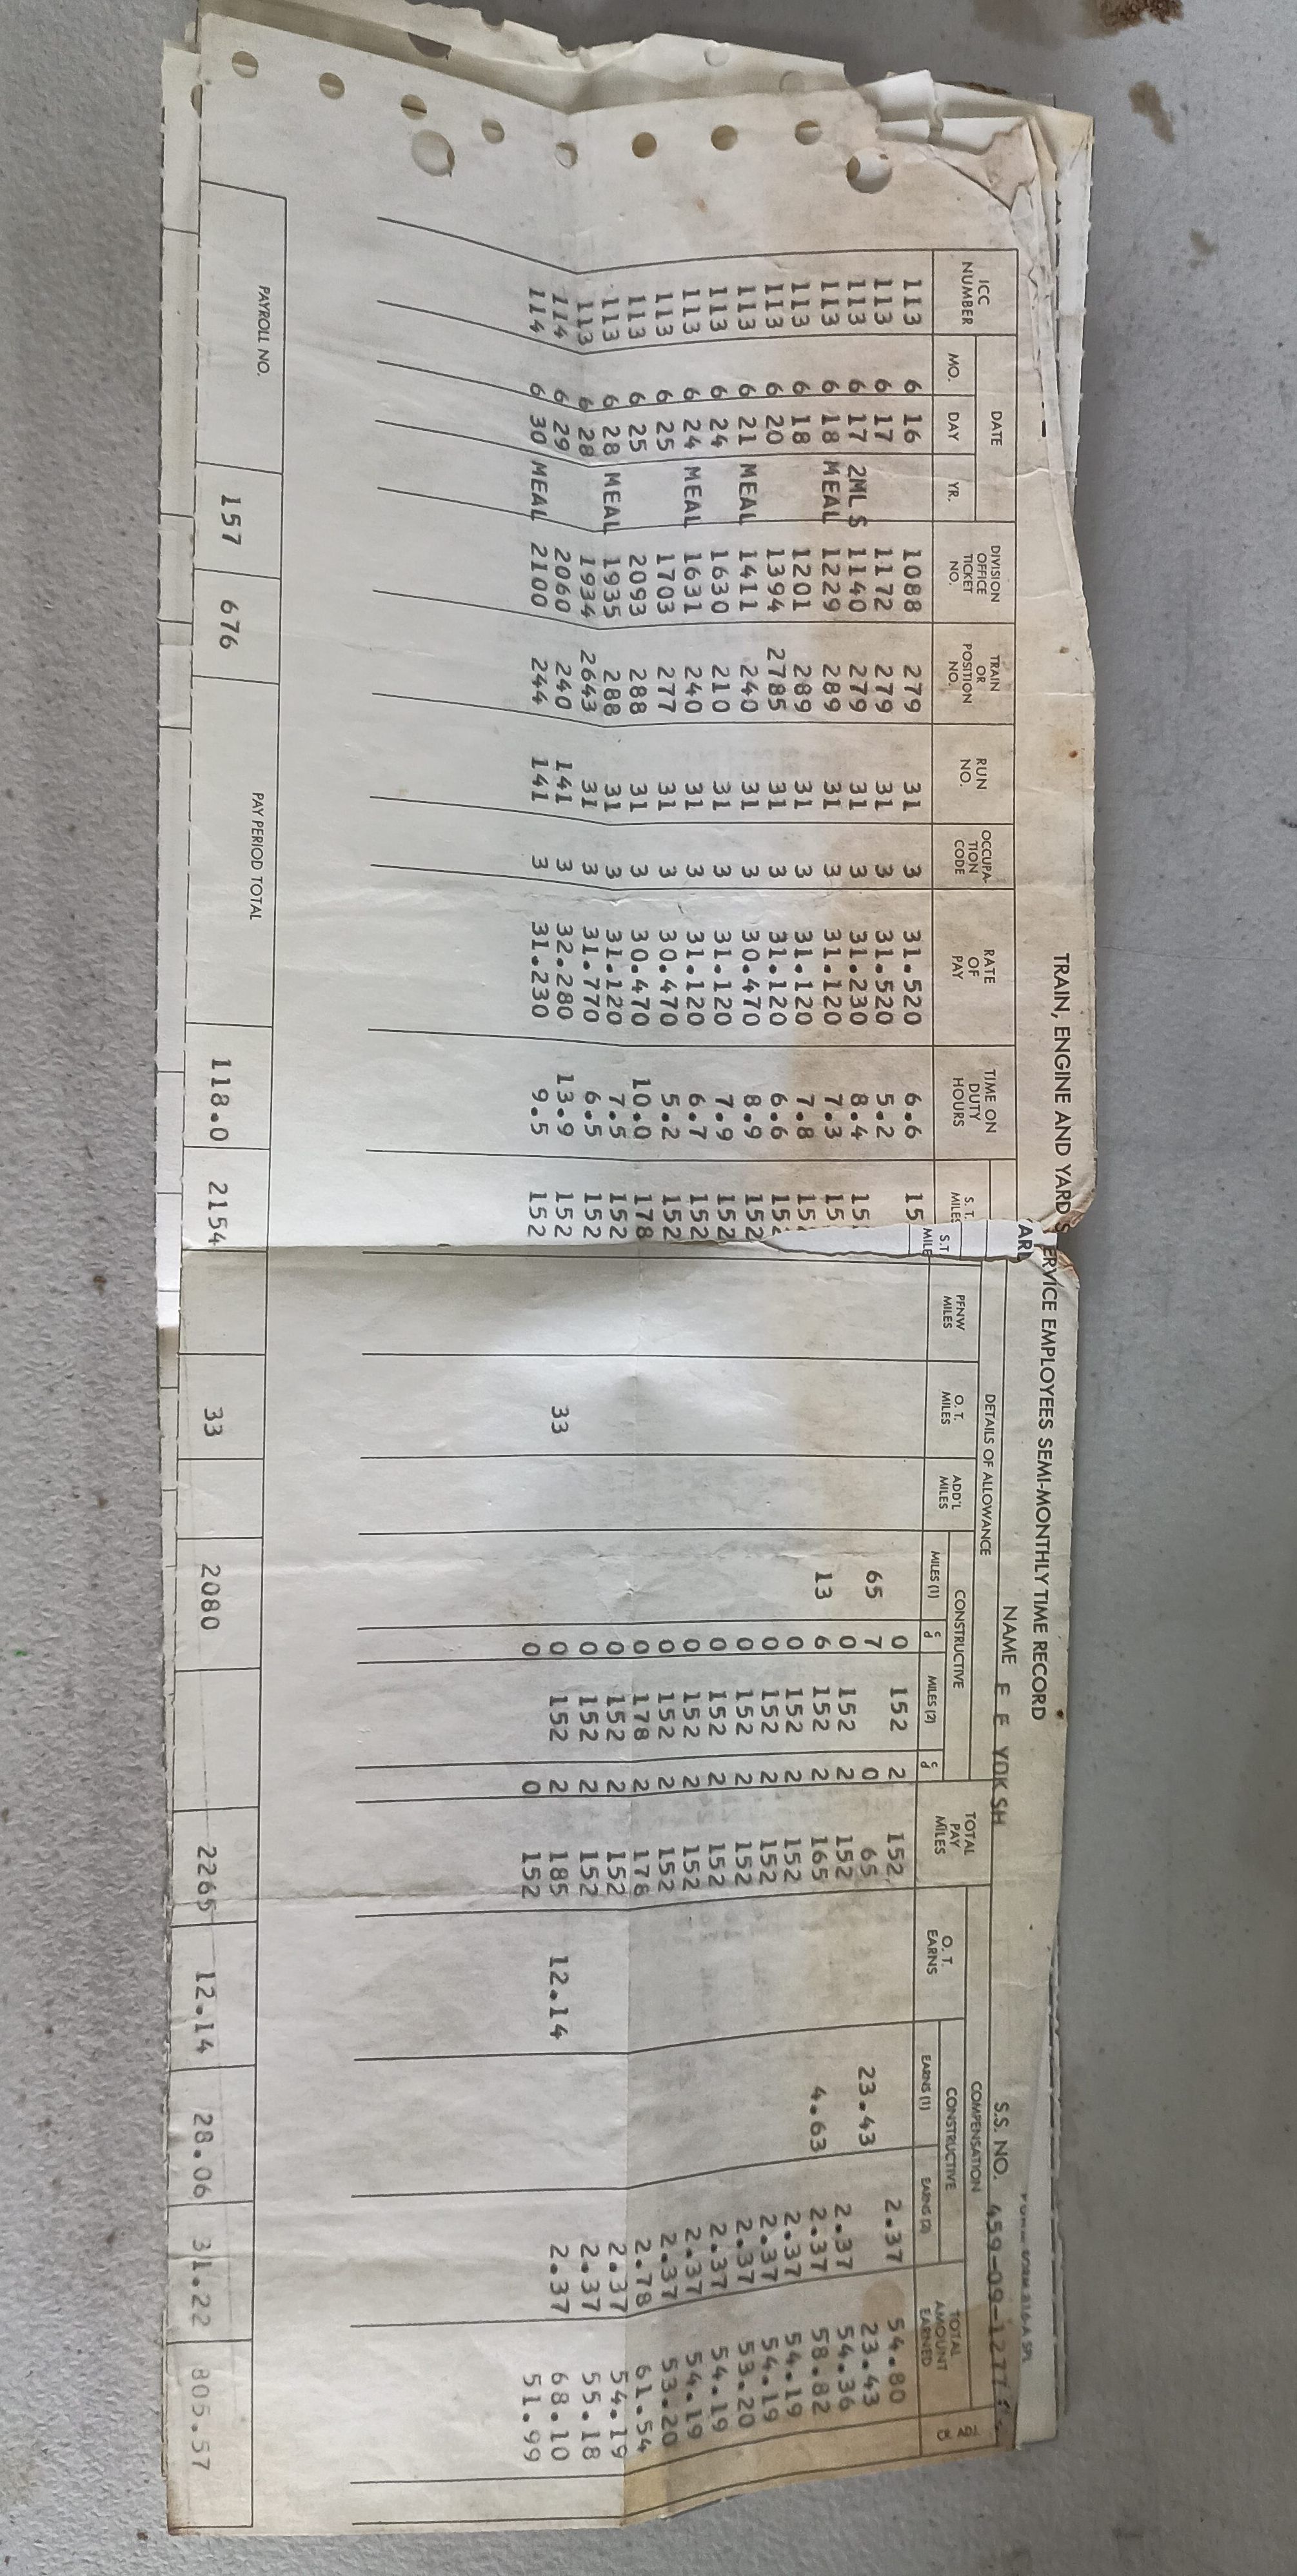 TRAIN, ENGINE AND YARD SERVICE EMPLOYEES SEMI-MONTHLY TIME RECORD
ARD NAME E E YOKSH S.S. NO. 459-09-1277
ICC NUMBER DATE DIVISION OFFICE TICKET NO. TRAIN OR POSITION NO. RUN NO. OCCUPA-TION CODE RATE OF PAY TIME ON DUTY HOURS DETAILS OF ALLOWANCE TOTAL PAY MILES COMPENSATION
MO. DAY YR. S.T. MILES S.T. MILE PFNW MILES O.T. MILES ADD'L MILES CONSTRUCTIVE O.T. EARNS CONSTRUCTIVE TOTAL AMOUNT EARNED
MILES (1) cd MILES (2) cd EARNS (1) EARNS (2)
113 6 16 1088 279 31 3 31.520 6.6 15 0 152 2 152 2.37 54.80
113 6 17 1172 279 31 3 31.520 5.2 65 7 0 65 23.43 23.43
113 6 17 2MLS 1140 279 31 3 31.230 8.4 15 0 152 2 152 2.37 54.36
113 6 18 MEAL 1229 289 31 3 31.120 7.3 15 13 6 152 2 165 4.63 2.37 58.82
113 6 18 1201 289 31 3 31.120 7.8 15 0 152 2 152 2.37 54.19
113 6 20 1394 2785 31 3 31.120 6.6 15 0 152 2 152 2.37 54.19
113 6 21 MEAL 1411 240 31 3 30.470 8.9 152 0 152 2 152 2.37 53.20
113 6 24 1630 210 31 3 31.120 7.9 152 0 152 2 152 2.37 54.19
113 6 24 MEAL 1631 240 31 3 31.120 6.7 152 0 152 2 152 2.37 54.19
113 6 25 1703 277 31 3 30.470 5.2 152 0 152 2 152 2.37 53.20
113 6 25 2093 288 31 3 30.470 10.0 178 0 178 2 178 2.78 61.54
113 6 28 MEAL 1935 288 31 3 31.120 7.5 152 0 152 2 152 2.37 54.19
113 6 28 1934 2643 31 3 31.770 6.5 152 0 152 2 152 2.37 55.18
114 6 29 2060 240 141 3 32.280 13.9 152 33 0 152 2 185 12.14 2.37 68.10
114 6 30 MEAL 2100 244 141 3 31.230 9.5 152 0 0 152 51.99
PAYROLL NO. 157 676 PAY PERIOD TOTAL 118.0 2154 33 2080 2265 12.14 28.06 31.22 805.57